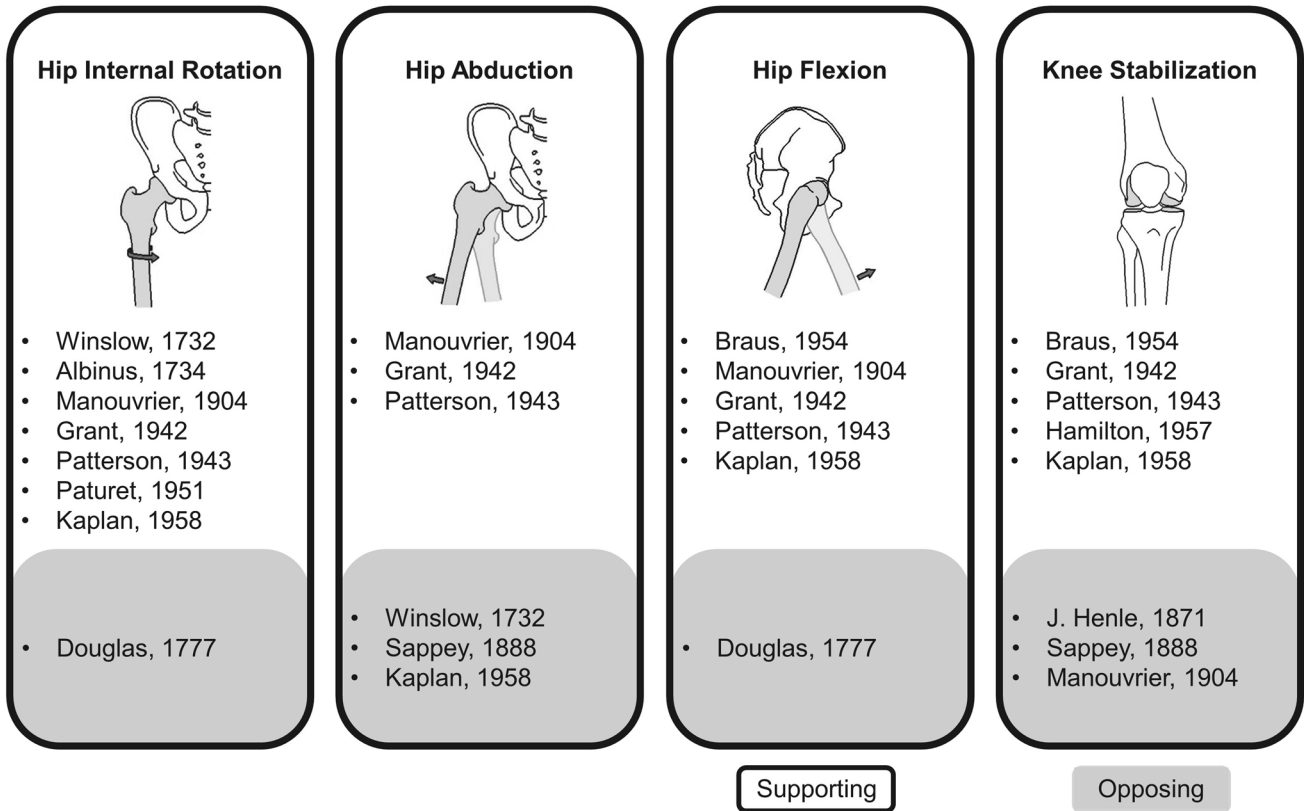 Hip Internal Rotation
• Winslow, 1732
• Albinus, 1734
• Manouvrier, 1904
• Grant, 1942
• Patterson, 1943
• Paturet, 1951
• Kaplan, 1958
• Douglas, 1777
Hip Abduction
• Manouvrier, 1904
• Grant, 1942
• Patterson, 1943
• Winslow, 1732
• Sappey, 1888
• Kaplan, 1958
Hip Flexion
• Braus, 1954
• Manouvrier, 1904
• Grant, 1942
• Patterson, 1943
• Kaplan, 1958
• Douglas, 1777
Knee Stabilization
• Braus, 1954
• Grant, 1942
• Patterson, 1943
• Hamilton, 1957
• Kaplan, 1958
• J. Henle, 1871
• Sappey, 1888
• Manouvrier, 1904
Supporting
Opposing